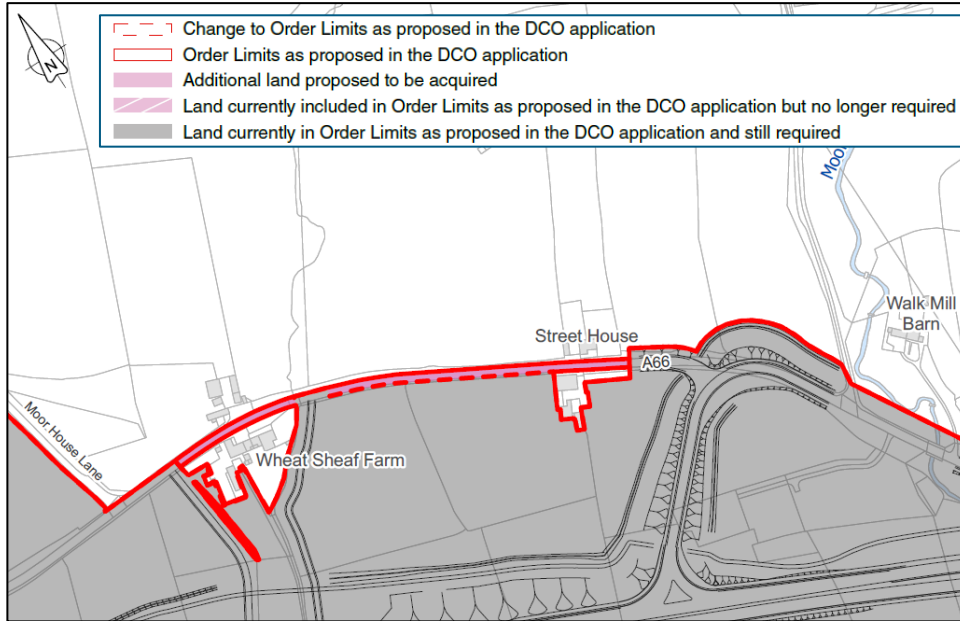 N
Change to Order Limits as proposed in the DCO application
Order Limits as proposed in the DCO application
Additional land proposed to be acquired
Land currently included in Order Limits as proposed in the DCO application but no longer required
Land currently in Order Limits as proposed in the DCO application and still required
Walk Mill
Barn
Street House
A66
Moor House Lane
Wheat Sheaf Farm